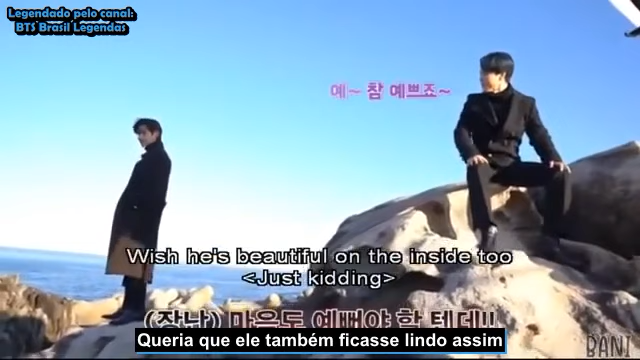 Legendado pelo canal:
BTS Brasil Legendas
예~ 참 예쁘죠~
Wish he's beautiful on the inside too
<Just kidding>
(장난) 마음도 예뻐야 할 텐데!!
Queria que ele também ficasse lindo assim
DANI